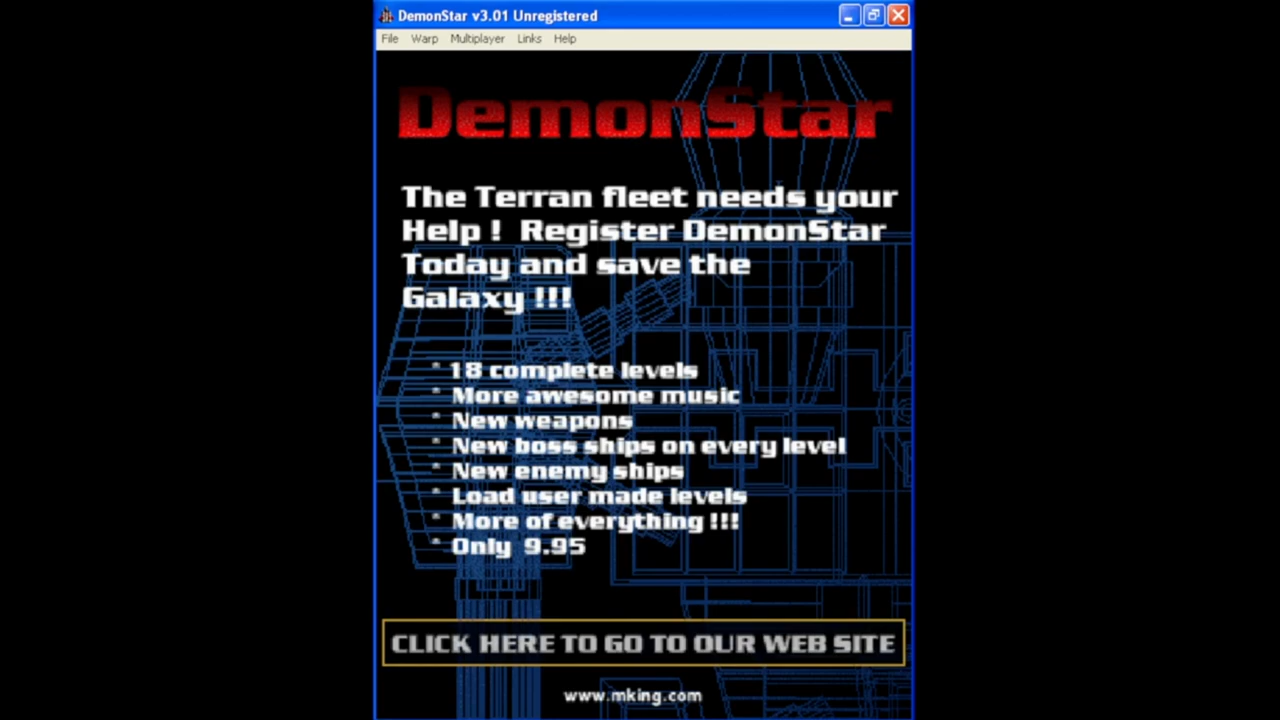 DemonStar v3.01 Unregistered
File Warp Multiplayer Links Help
DemonStar
The Terran fleet needs your
Help ! Register DemonStar
Today and save the
Galaxy !!!
* 18 complete levels
* More awesome music
* New weapons
* New boss ships on every level
* New enemy ships
* Load user made levels
* More of everything !!!
* Only 9.95
CLICK HERE TO GO TO OUR WEB SITE
www.mking.com